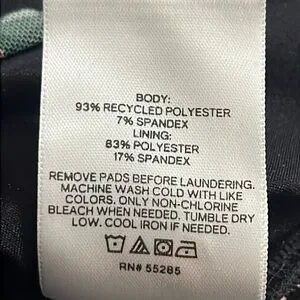 BODY:
93% RECYCLED POLYESTER
7% SPANDEX
LINING:
83% POLYESTER
17% SPANDEX
REMOVE PADS BEFORE LAUNDERING.
MACHINE WASH COLD WITH LIKE
COLORS. ONLY NON-CHLORINE
BLEACH WHEN NEEDED. TUMBLE DRY
LOW. COOL IRON IF NEEDED.
RN# 55285